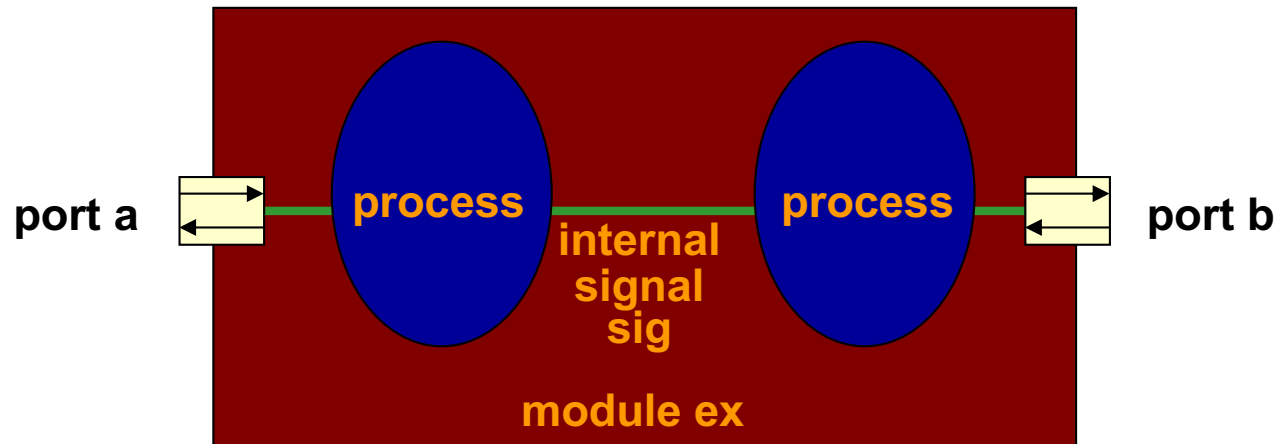 port a
process
internal
signal
sig
process
port b
module ex